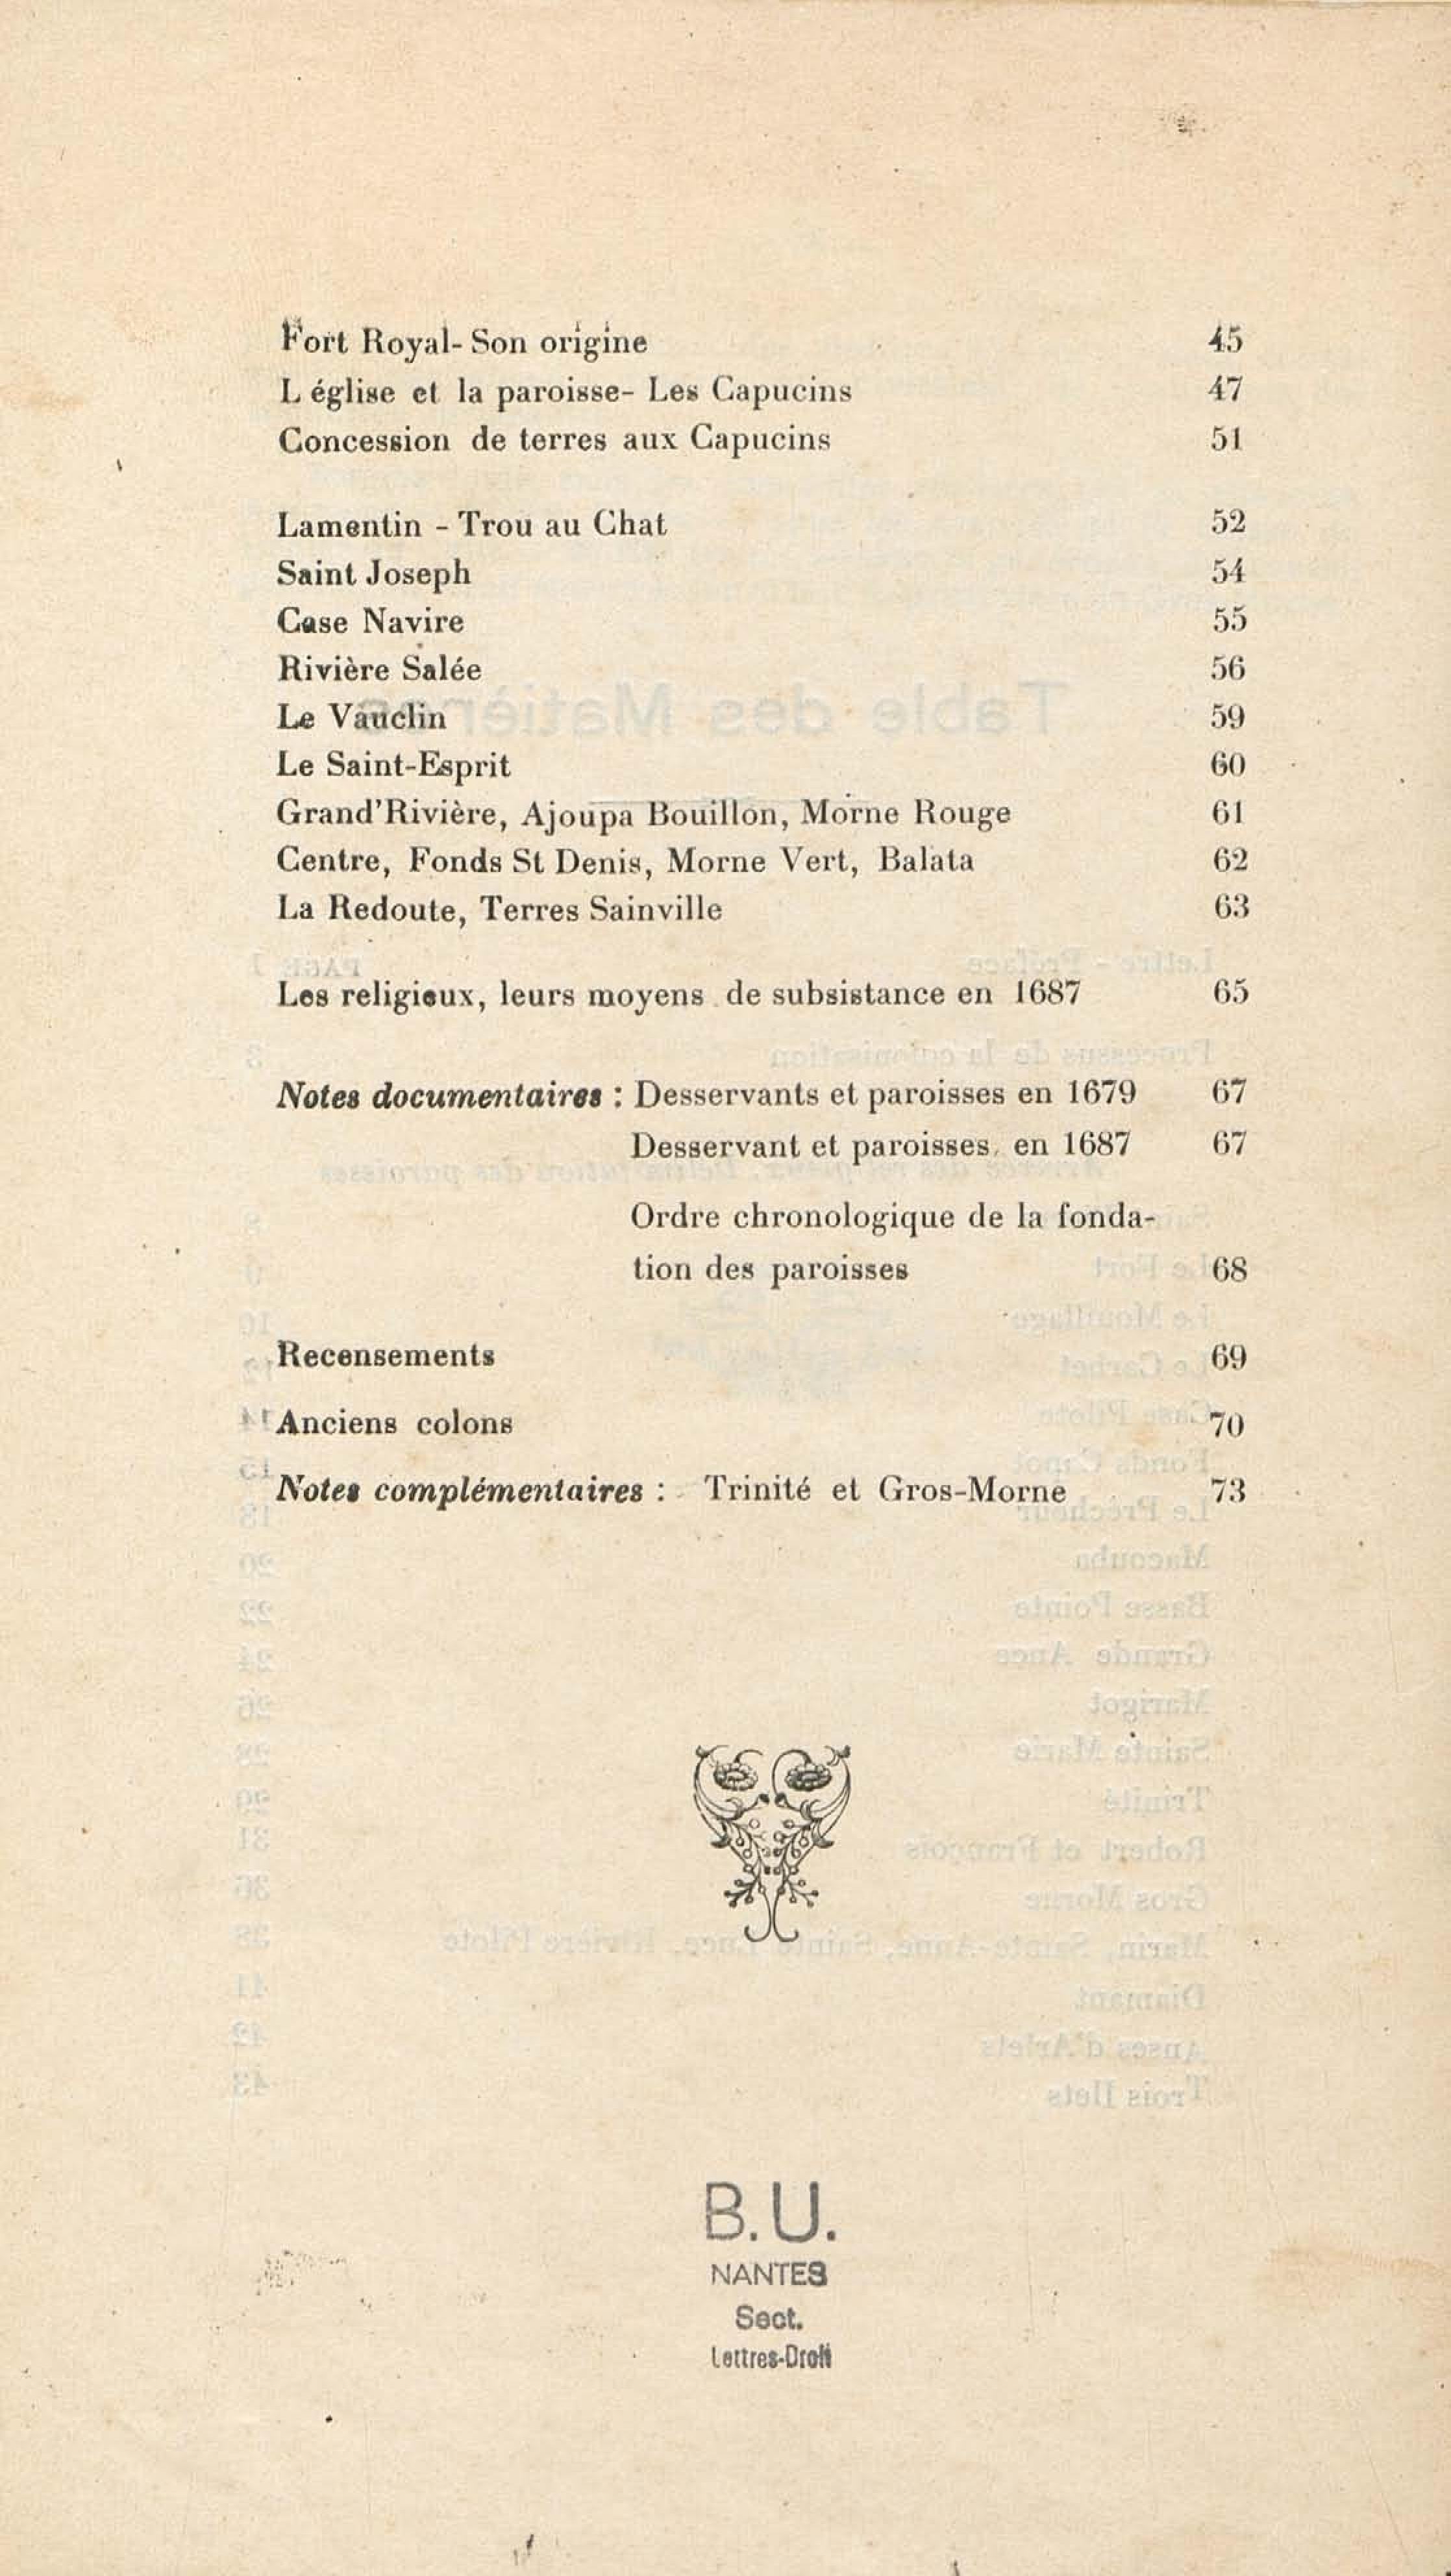 Fort Royal- Son origine 45
L église et la paroisse- Les Capucins 47
Concession de terres aux Capucins 51
Lamentin - Trou au Chat 52
Saint Joseph 54
Case Navire 55
Rivière Salée 56
Le Vauclin 59
Le Saint-Esprit 60
Grand'Rivière, Ajoupa Bouillon, Morne Rouge 61
Centre, Fonds St Denis, Morne Vert, Balata 62
La Redoute, Terres Sainville 63
Les religieux, leurs moyens de subsistance en 1687 65
Notes documentaires : Desservants et paroisses en 1679 67
Desservant et paroisses, en 1687 67
Ordre chronologique de la fonda-
tion des paroisses 68
Recensements 69
Anciens colons 70
Notes complémentaires : Trinité et Gros-Morne 73
B.U.
NANTES
Sect.
Lettres-Droit